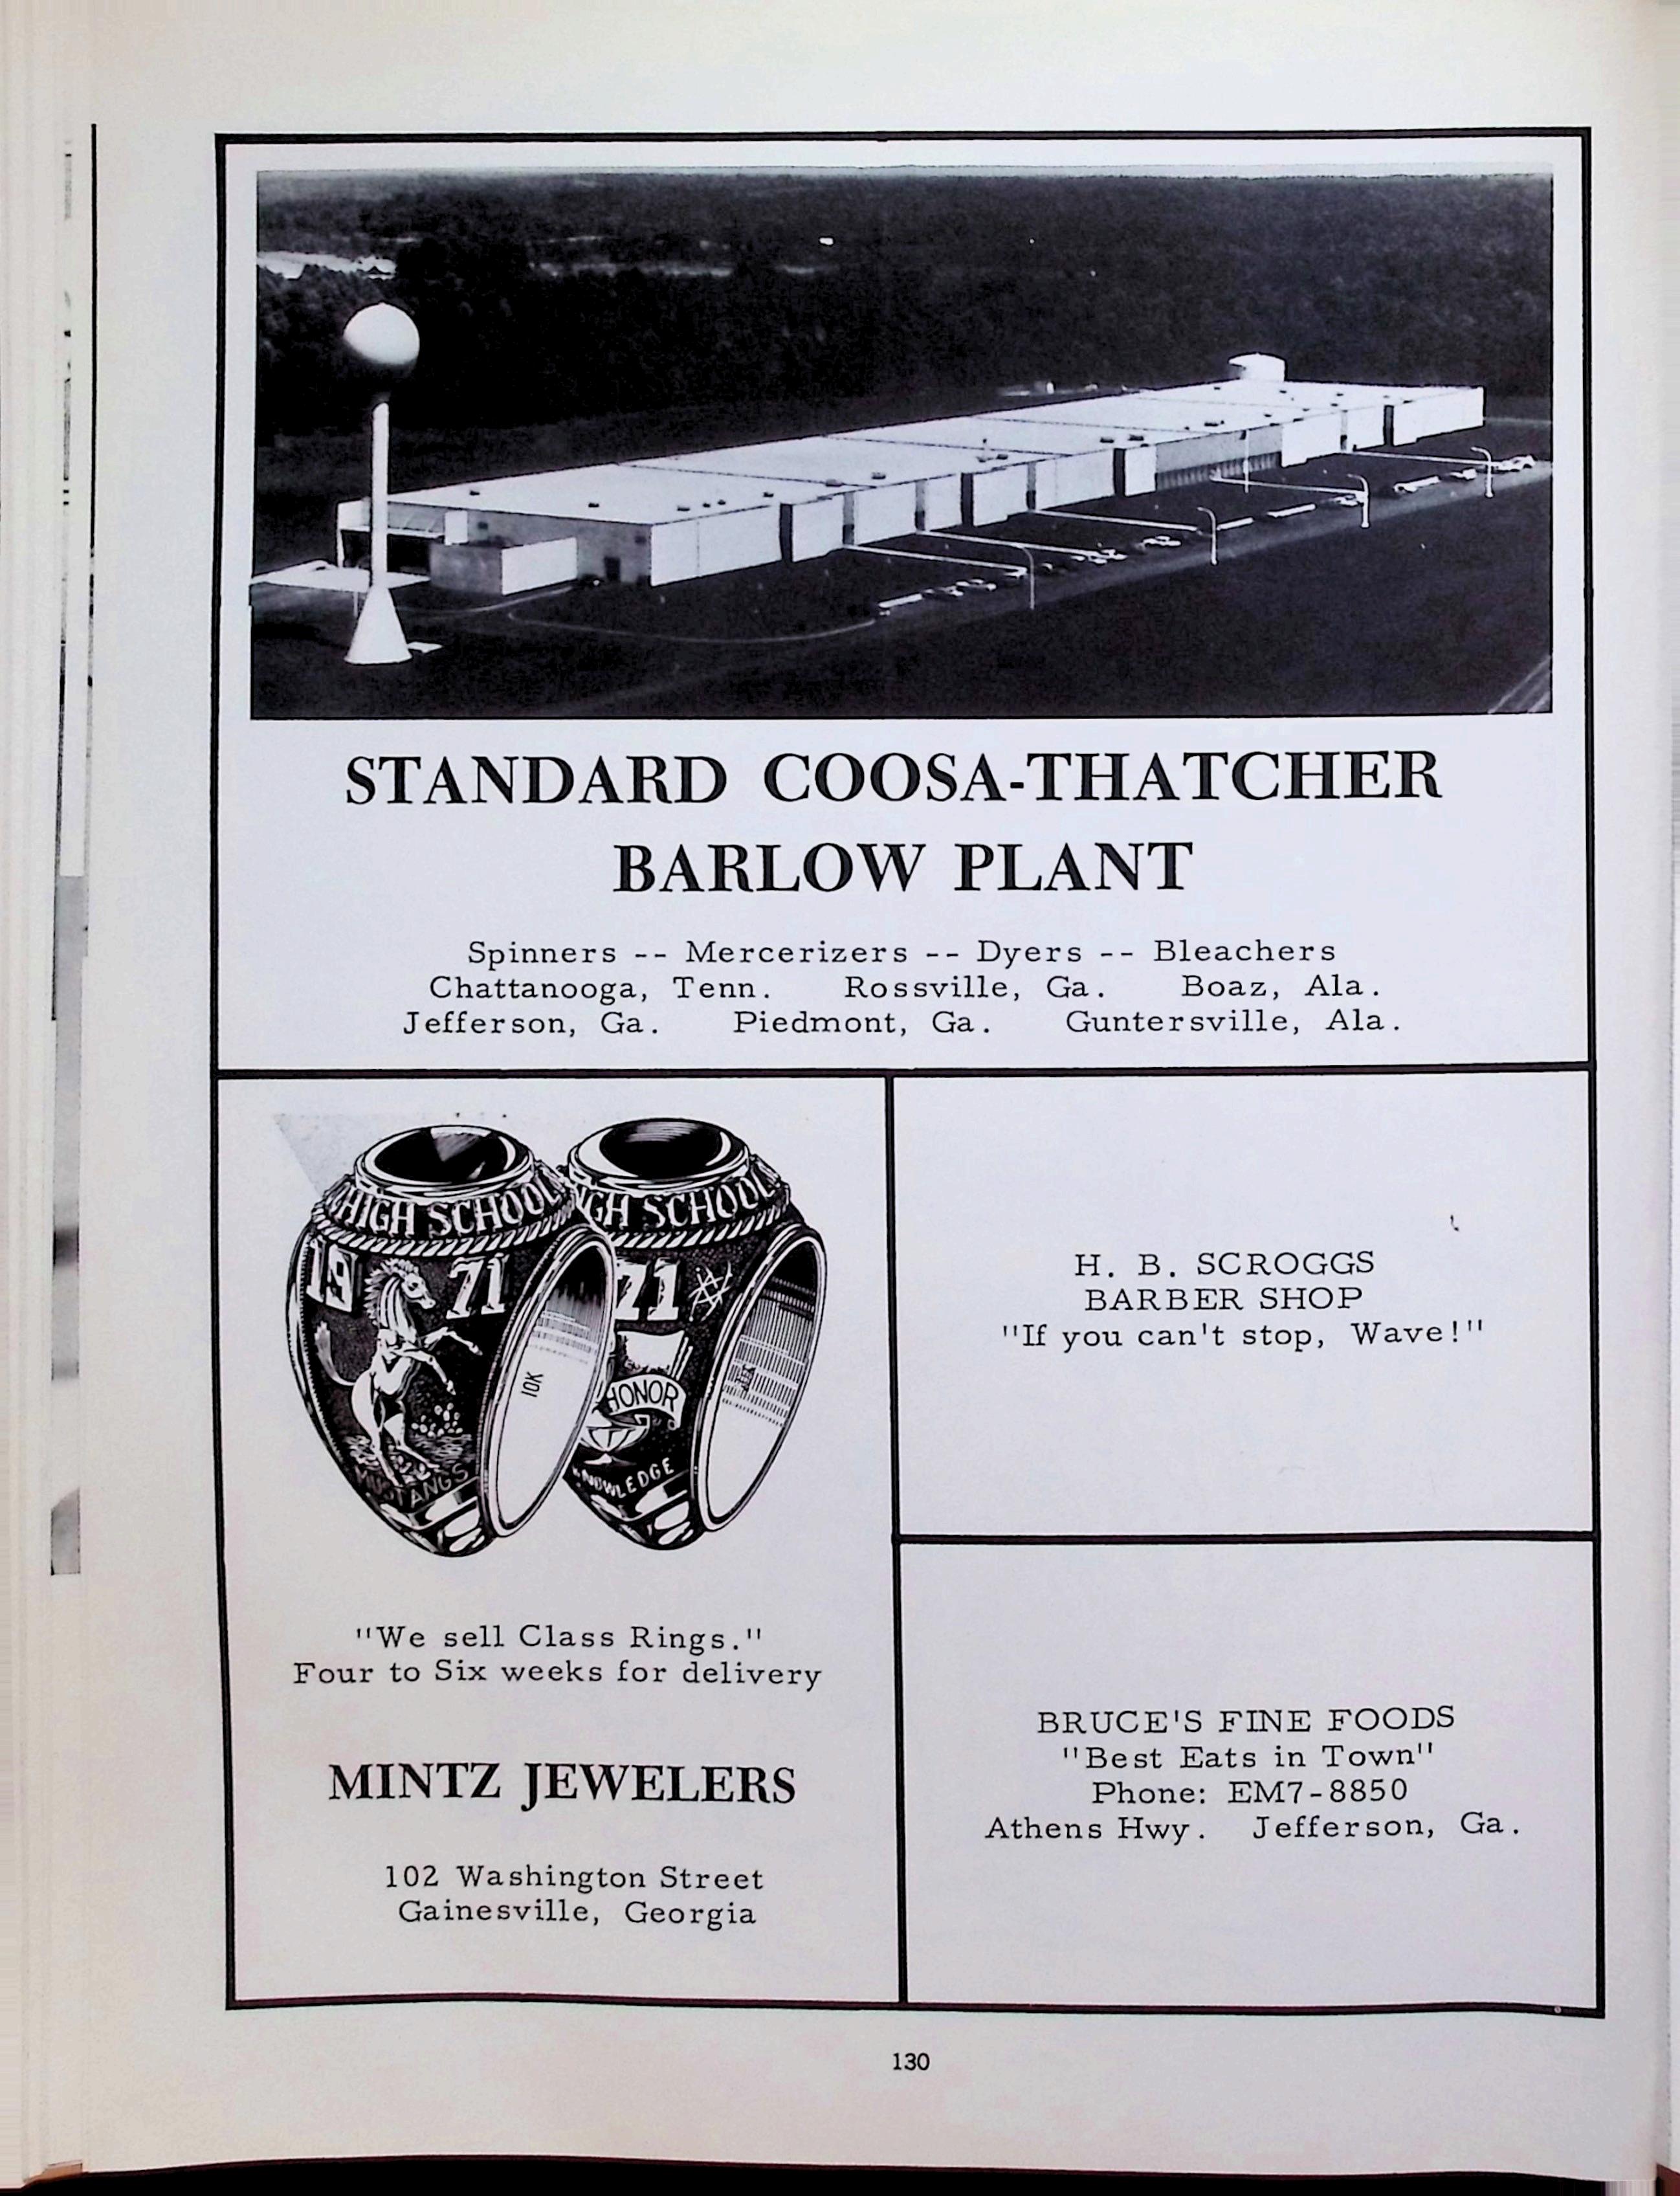 STANDARD COOSA-THATCHER
BARLOW PLANT
Spinners -- Mercerizers -- Dyers -- Bleachers
Chattanooga, Tenn. Rossville, Ga. Boaz, Ala.
Jefferson, Ga. Piedmont, Ga. Guntersville, Ala.
HIGH SCHOOL
19 71
MUSTANGS
10K
GH SCHOOL
71
HONOR
KNOWLEDGE
"We sell Class Rings."
Four to Six weeks for delivery
MINTZ JEWELERS
102 Washington Street
Gainesville, Georgia
H. B. SCROGGS
BARBER SHOP
"If you can't stop, Wave!"
BRUCE'S FINE FOODS
"Best Eats in Town"
Phone: EM7-8850
Athens Hwy. Jefferson, Ga.
130